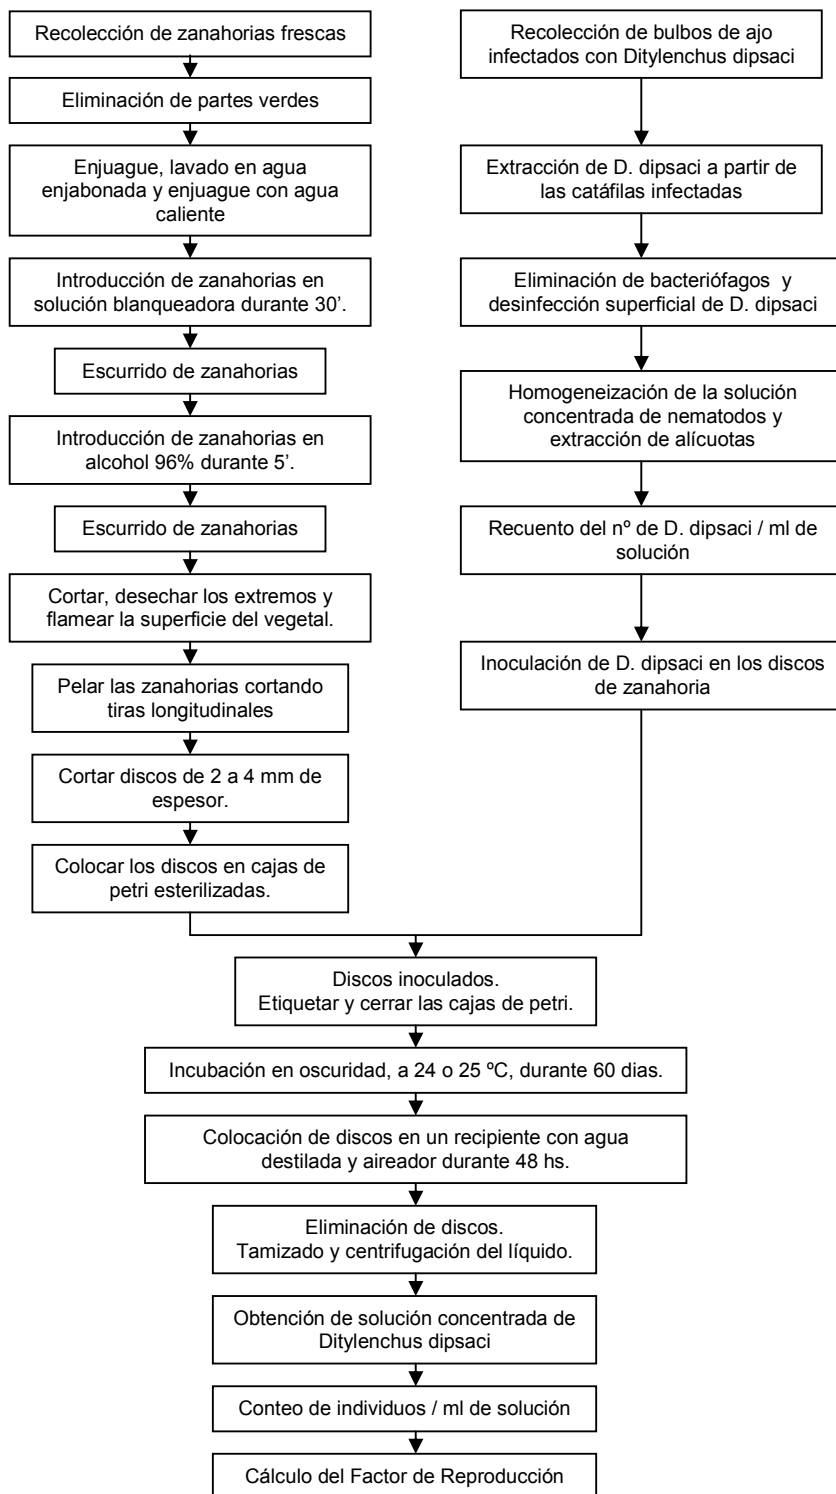 Recolección de zanahorias frescas
Eliminación de partes verdes
Enjuague, lavado en agua
enjabonada y enjuague con agua
caliente
Introducción de zanahorias en
solución blanqueadora durante 30’.
Escurrido de zanahorias
Introducción de zanahorias en
alcohol 96% durante 5’.
Escurrido de zanahorias
Cortar, desechar los extremos y
flamear la superficie del vegetal.
Pelar las zanahorias cortando
tiras longitudinales
Cortar discos de 2 a 4 mm de
espesor.
Colocar los discos en cajas de
petri esterilizadas.
Recolección de bulbos de ajo
infectados con Ditylenchus dipsaci
Extracción de D. dipsaci a partir de
las catáfilas infectadas
Eliminación de bacteriófagos y
desinfección superficial de D. dipsaci
Homogeneización de la solución
concentrada de nematodos y
extracción de alícuotas
Recuento del nº de D. dipsaci / ml de
solución
Inoculación de D. dipsaci en los discos
de zanahoria
Discos inoculados.
Etiquetar y cerrar las cajas de petri.
Incubación en oscuridad, a 24 o 25 ºC, durante 60 dias.
Colocación de discos en un recipiente con agua
destilada y aireador durante 48 hs.
Eliminación de discos.
Tamizado y centrifugación del líquido.
Obtención de solución concentrada de
Ditylenchus dipsaci
Conteo de individuos / ml de solución
Cálculo del Factor de Reproducción